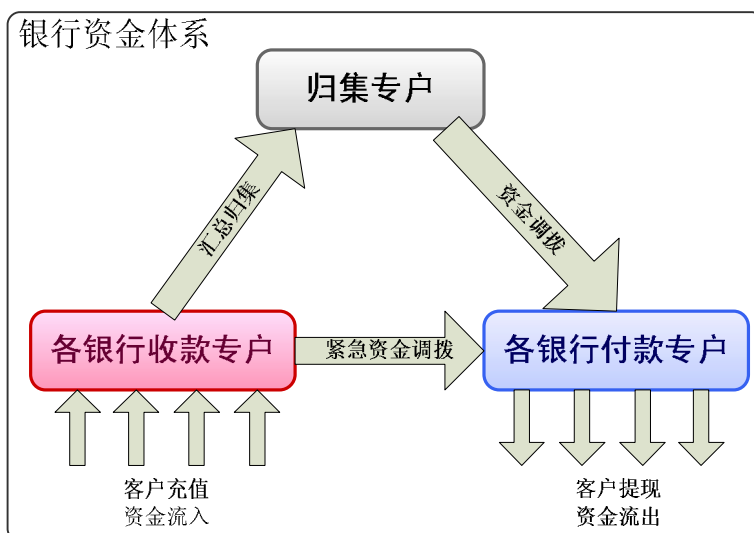 银行资金体系
归集专户
汇总归集
资金调拨
各银行收款专户
紧急资金调拨
各银行付款专户
客户充值
资金流入
客户提现
资金流出